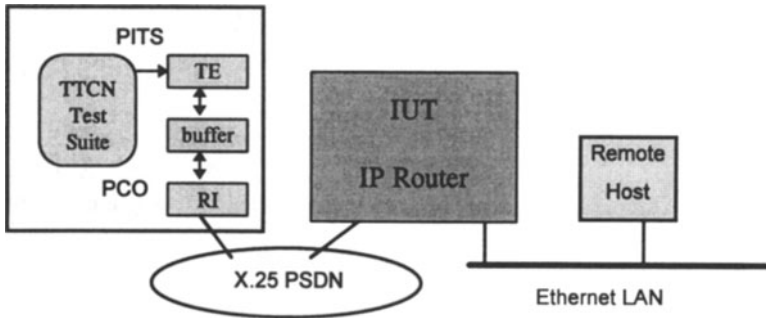 PITS
TTCN
Test
Suite
TE
buffer
PCO
RI
IUT
IP Router
Remote
Host
X.25 PSDN
Ethernet LAN